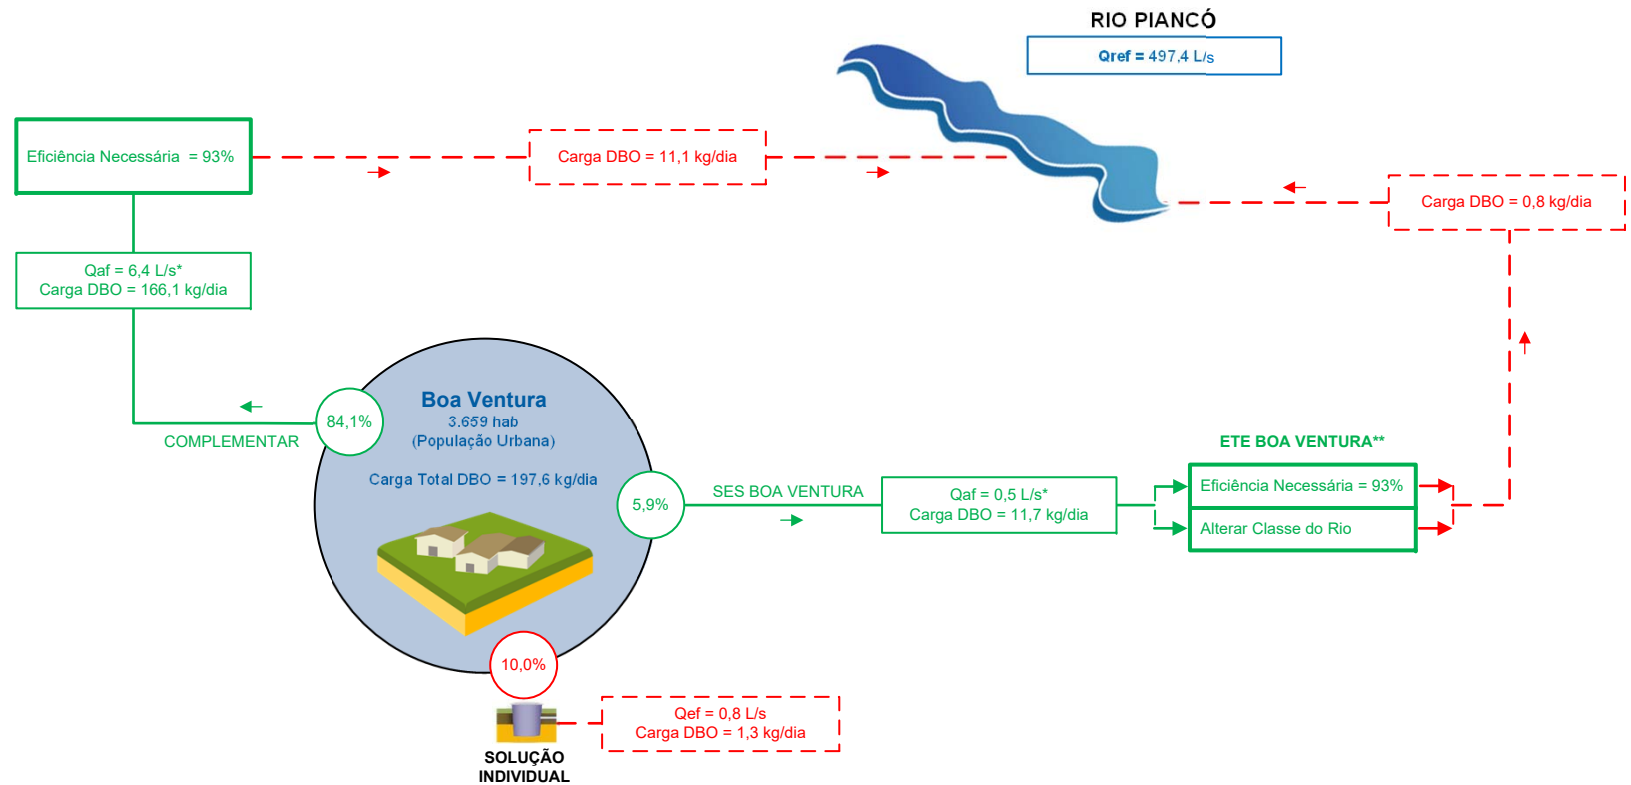 RIO PIANCÓ
Qref = 497,4 L/s
Eficiência Necessária = 93%
Carga DBO = 11,1 kg/dia
Carga DBO = 0,8 kg/dia
Qaf = 6,4 L/s*
Carga DBO = 166,1 kg/dia
Boa Ventura
3.659 hab
(População Urbana)
Carga Total DBO = 197,6 kg/dia
84,1%
COMPLEMENTAR
5,9%
SES BOA VENTURA
Qaf = 0,5 L/s*
Carga DBO = 11,7 kg/dia
ETE BOA VENTURA**
Eficiência Necessária = 93%
Alterar Classe do Rio
10,0%
Qef = 0,8 L/s
Carga DBO = 1,3 kg/dia
SOLUÇÃO
INDIVIDUAL